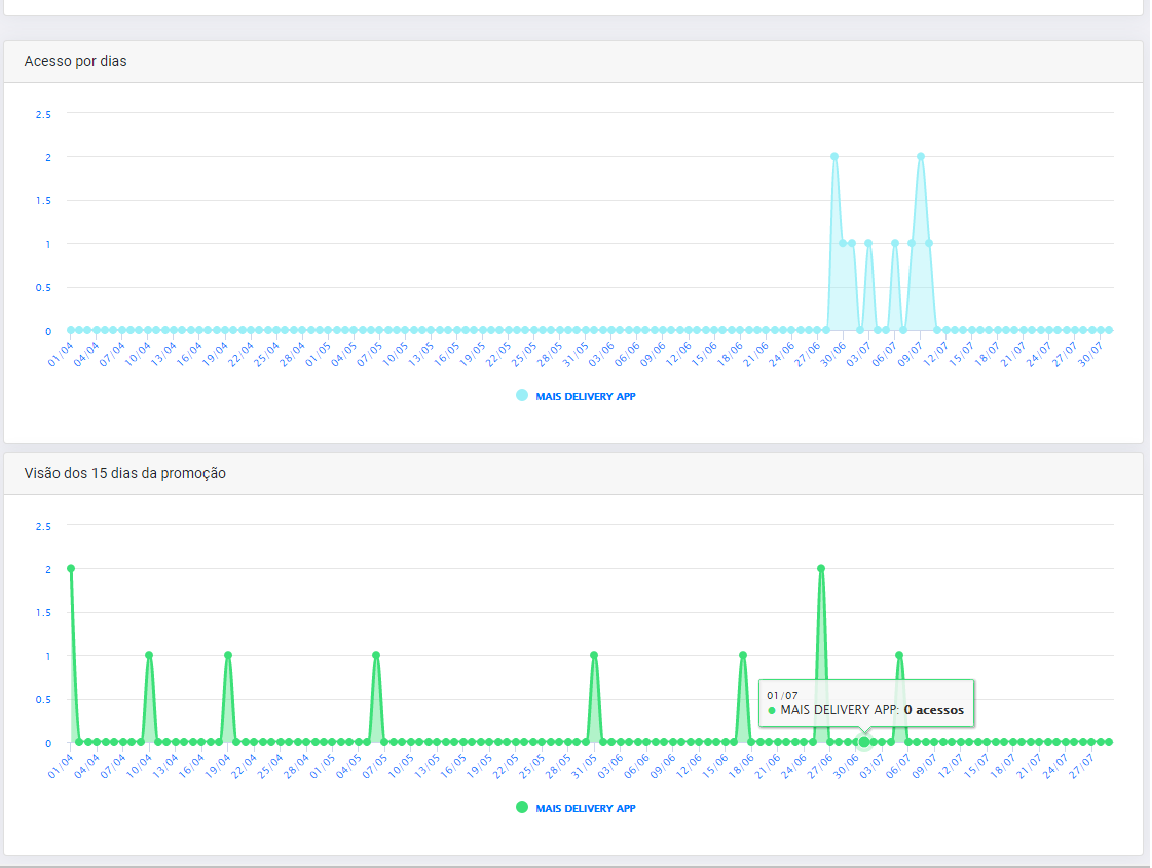 Acesso por dias
2.5
2
1.5
1
0.5
0
01/04 04/04 07/04 10/04 13/04 16/04 19/04 22/04 25/04 28/04 01/05 04/05 07/05 10/05 13/05 16/05 19/05 22/05 25/05 28/05 31/05 03/06 06/06 09/06 12/06 15/06 18/06 21/06 24/06 27/06 30/06 03/07 06/07 09/07 12/07 15/07 18/07 21/07 24/07 27/07 30/07
MAIS DELIVERY APP
Visão dos 15 dias da promoção
2.5
2
1.5
1
0.5
0
01/07
MAIS DELIVERY APP: 0 acessos
01/04 04/04 07/04 10/04 13/04 16/04 19/04 22/04 25/04 28/04 01/05 04/05 07/05 10/05 13/05 16/05 19/05 22/05 25/05 28/05 31/05 03/06 06/06 09/06 12/06 15/06 18/06 21/06 24/06 27/06 30/06 03/07 06/07 09/07 12/07 15/07 18/07 21/07 24/07 27/07
MAIS DELIVERY APP